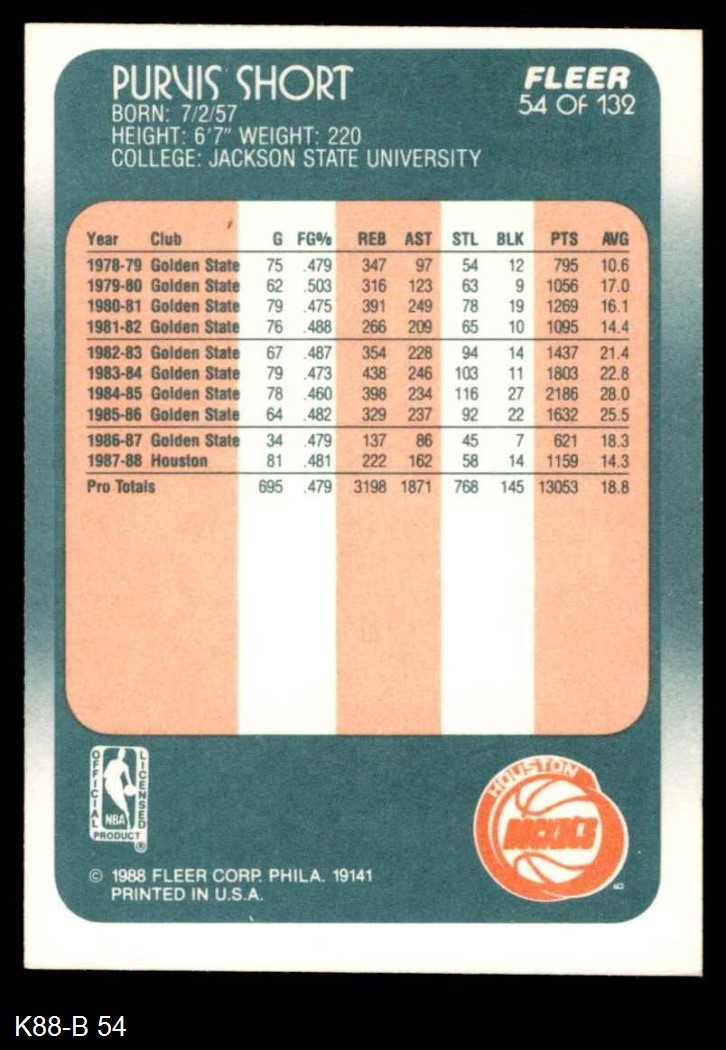 PURVIS SHORT
BORN: 7/2/57
HEIGHT: 6'7" WEIGHT: 220
COLLEGE: JACKSON STATE UNIVERSITY
FLEER
54 OF 132
Year Club G FG% REB AST STL BLK PTS AVG
1978-79 Golden State 75 .479 347 97 54 12 795 10.6
1979-80 Golden State 62 .503 316 123 63 9 1056 17.0
1980-81 Golden State 79 .475 391 249 78 19 1269 16.1
1981-82 Golden State 76 .488 266 209 65 10 1095 14.4
1982-83 Golden State 67 .487 354 228 94 14 1437 21.4
1983-84 Golden State 79 .473 438 246 103 11 1803 22.8
1984-85 Golden State 78 .460 398 234 116 27 2186 28.0
1985-86 Golden State 64 .482 329 237 92 22 1632 25.5
1986-87 Golden State 34 .479 137 86 45 7 621 18.3
1987-88 Houston 81 .481 222 162 58 14 1159 14.3
Pro Totals 695 .479 3198 1871 768 145 13053 18.8
OFFICIAL LICENSED
NBA
PRODUCT
®
HOUSTON
ROCKETS
© 1988 FLEER CORP. PHILA. 19141
PRINTED IN U.S.A.
K88-B 54